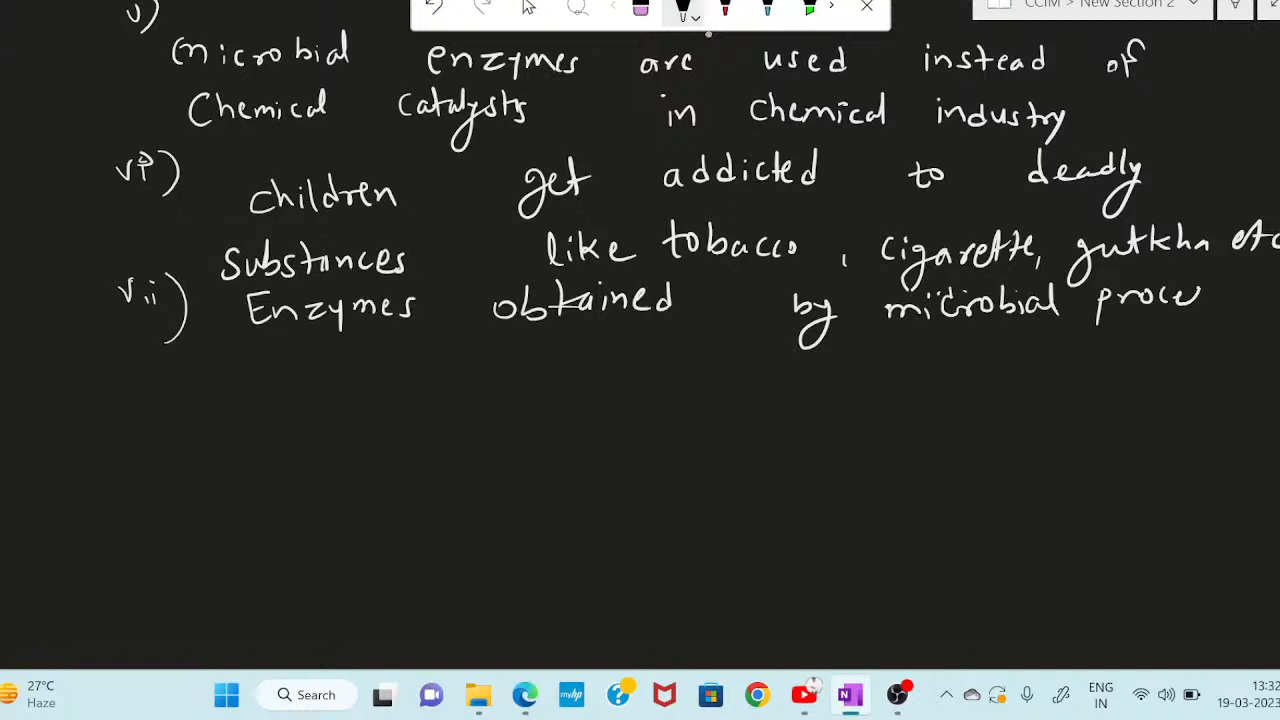 CCIM > New Section 2
v)
Microbial enzymes are used instead of
Chemical catalysts in chemical industry
vi) children get addicted to deadly
Substances like tobacco, cigarette, gutkha etc
vii) Enzymes obtained by microbial proce
27°C
Haze
Search
myhp
ENG
IN
13:32
19-03-2023